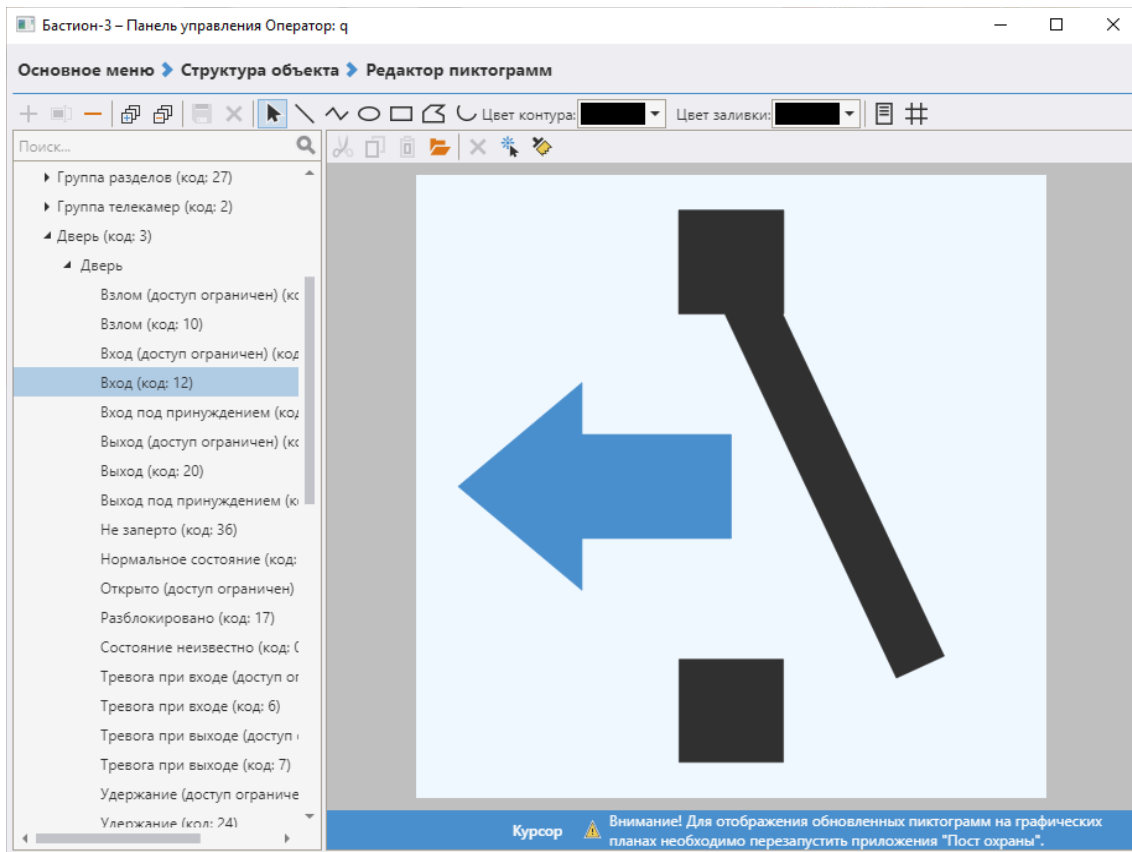 Бастион-3 – Панель управления Оператор: q
Основное меню Структура объекта Редактор пиктограмм
Цвет контура: Цвет заливки:
Поиск...
Группа разделов (код: 27)
Группа телекамер (код: 2)
Дверь (код: 3)
Дверь
Взлом (доступ ограничен)
Взлом (код: 10)
Вход (доступ ограничен) (код
Вход (код: 12)
Вход под принуждением
Выход (доступ ограничен)
Выход (код: 20)
Выход под принуждением
Не заперто (код: 36)
Нормальное состояние (код:
Открыто (доступ ограничен)
Разблокировано (код: 17)
Состояние неизвестно (код:
Тревога при входе (доступ
Тревога при входе (код: 6)
Тревога при выходе (доступ
Тревога при выходе (код: 7)
Удержание (доступ ограниче
Удержание (код: 24)
Курсор
Внимание! Для отображения обновленных пиктограмм на графических
планах необходимо перезапустить приложения "Пост охраны".